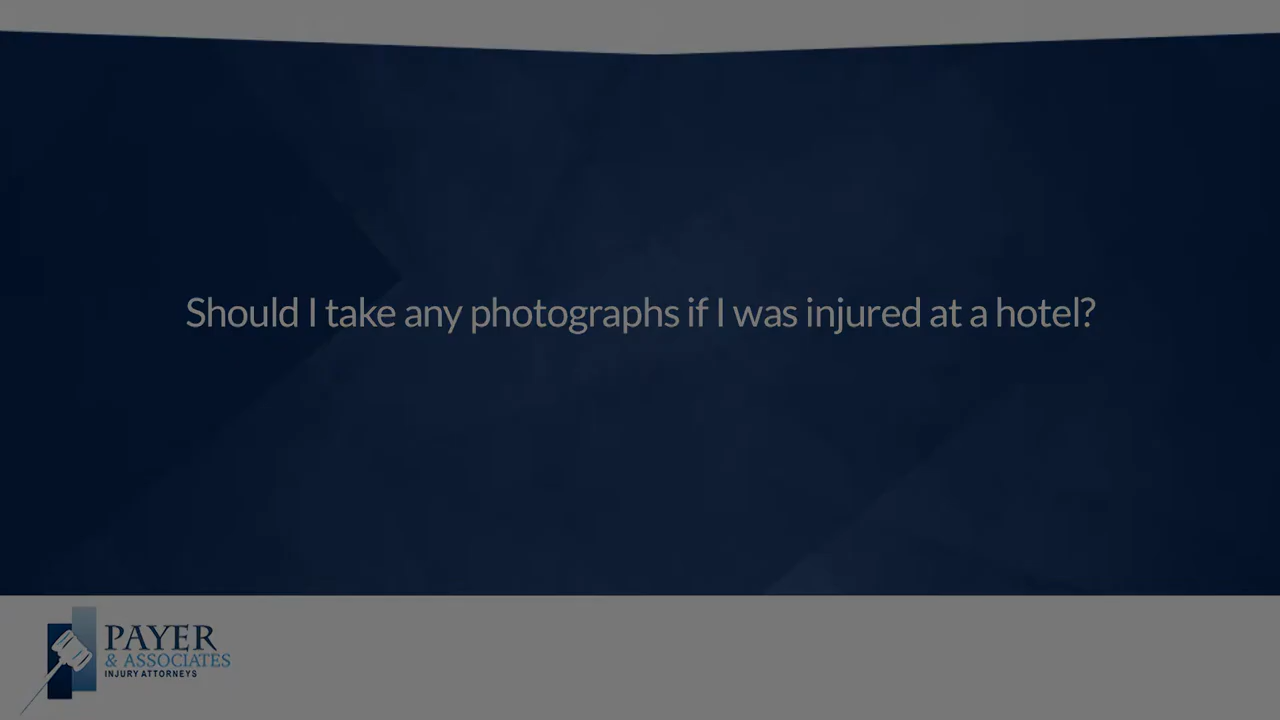 Should I take any photographs if I was injured at a hotel?
PAYER
& ASSOCIATES
INJURY ATTORNEYS